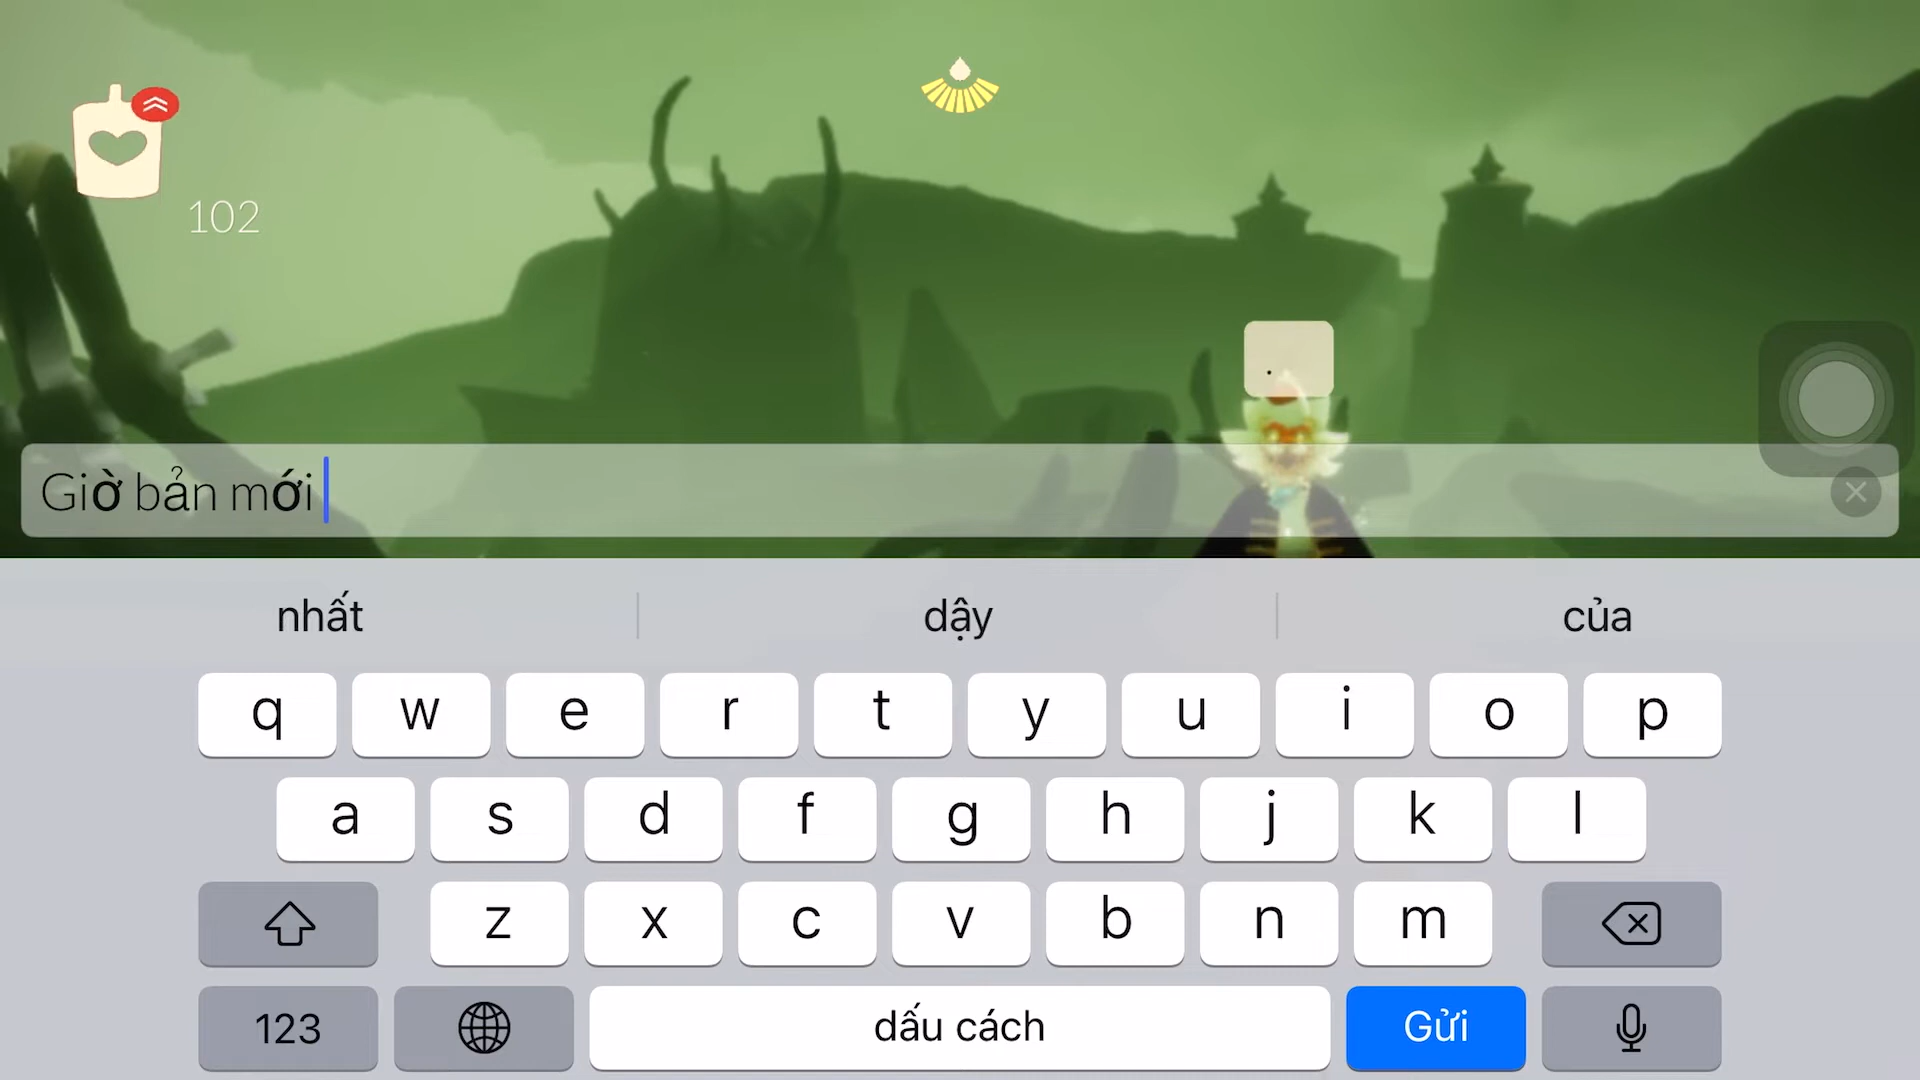 102
Giờ bản mới
nhất dậy của
q w e r t y u i o p
a s d f g h j k l
z x c v b n m
123 dấu cách Gửi